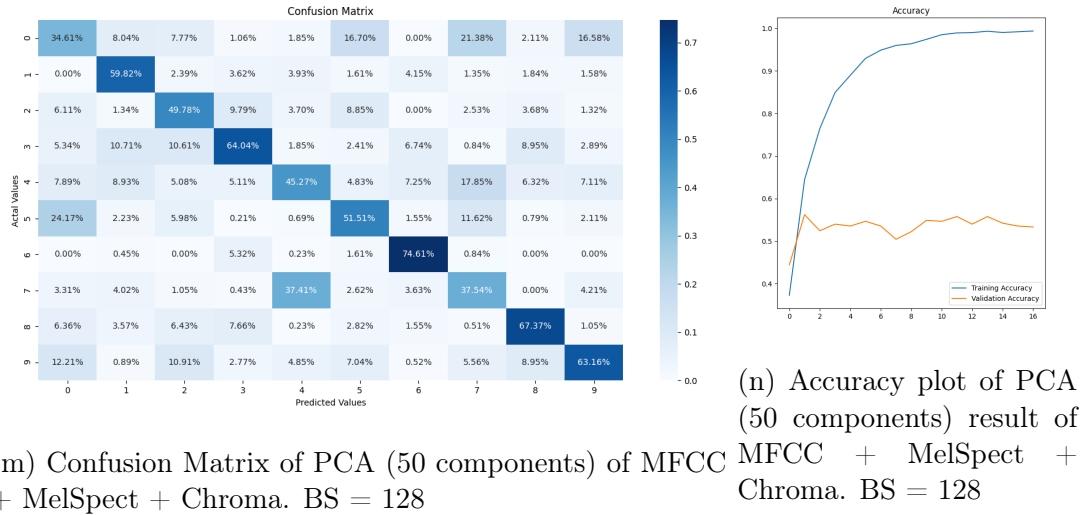 Confusion Matrix
0 34.61% 8.04% 7.77% 1.06% 1.85% 16.70% 0.00% 21.38% 2.11% 16.58%
1 0.00% 59.82% 2.39% 3.62% 3.93% 1.61% 4.15% 1.35% 1.84% 1.58%
2 6.11% 1.34% 49.78% 9.79% 3.70% 8.85% 0.00% 2.53% 3.68% 1.32%
3 5.34% 10.71% 10.61% 64.04% 1.85% 2.41% 6.74% 0.84% 8.95% 2.89%
4 7.89% 8.93% 5.08% 5.11% 45.27% 4.83% 7.25% 17.85% 6.32% 7.11%
5 24.17% 2.23% 5.98% 0.21% 0.69% 51.51% 1.55% 11.62% 0.79% 2.11%
6 0.00% 0.45% 0.00% 5.32% 0.23% 1.61% 74.61% 0.84% 0.00% 0.00%
7 3.31% 4.02% 1.05% 0.43% 37.41% 2.62% 3.63% 37.54% 0.00% 4.21%
8 6.36% 3.57% 6.43% 7.66% 0.23% 2.82% 1.55% 0.51% 67.37% 1.05%
9 12.21% 0.89% 10.91% 2.77% 4.85% 7.04% 0.52% 5.56% 8.95% 63.16%
0 1 2 3 4 5 6 7 8 9
Actal Values
Predicted Values
0.7
0.6
0.5
0.4
0.3
0.2
0.1
0.0
m) Confusion Matrix of PCA (50 components) of MFCC
+ MelSpect + Chroma. BS = 128
Accuracy
1.0
0.9
0.8
0.7
0.6
0.5
0.4
Training Accuracy
Validation Accuracy
0 2 4 6 8 10 12 14 16
(n) Accuracy plot of PCA
(50 components) result of
MFCC + MelSpect +
Chroma. BS = 128